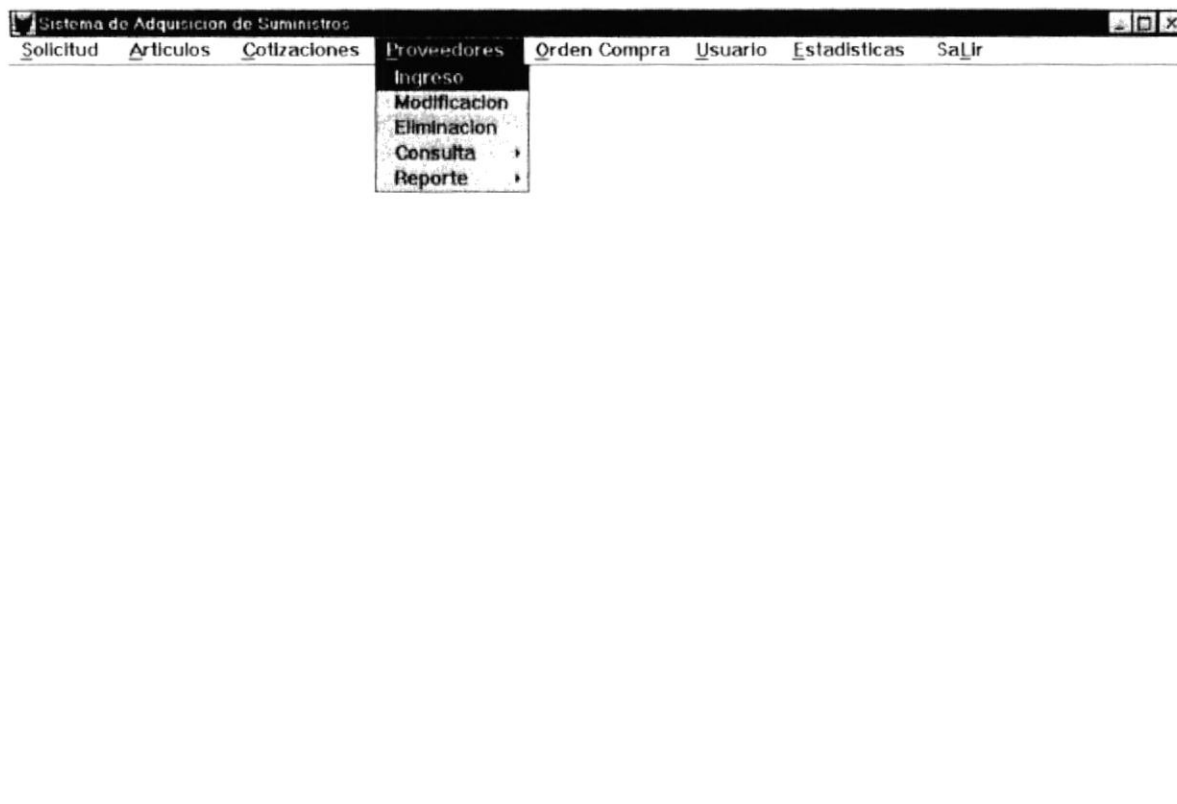 Sistema de Adquisicion de Suministros
Solicitud Articulos Cotizaciones Proveedores Orden Compra Usuario Estadisticas SaLir
Ingreso
Modificacion
Eliminacion
Consulta
Reporte